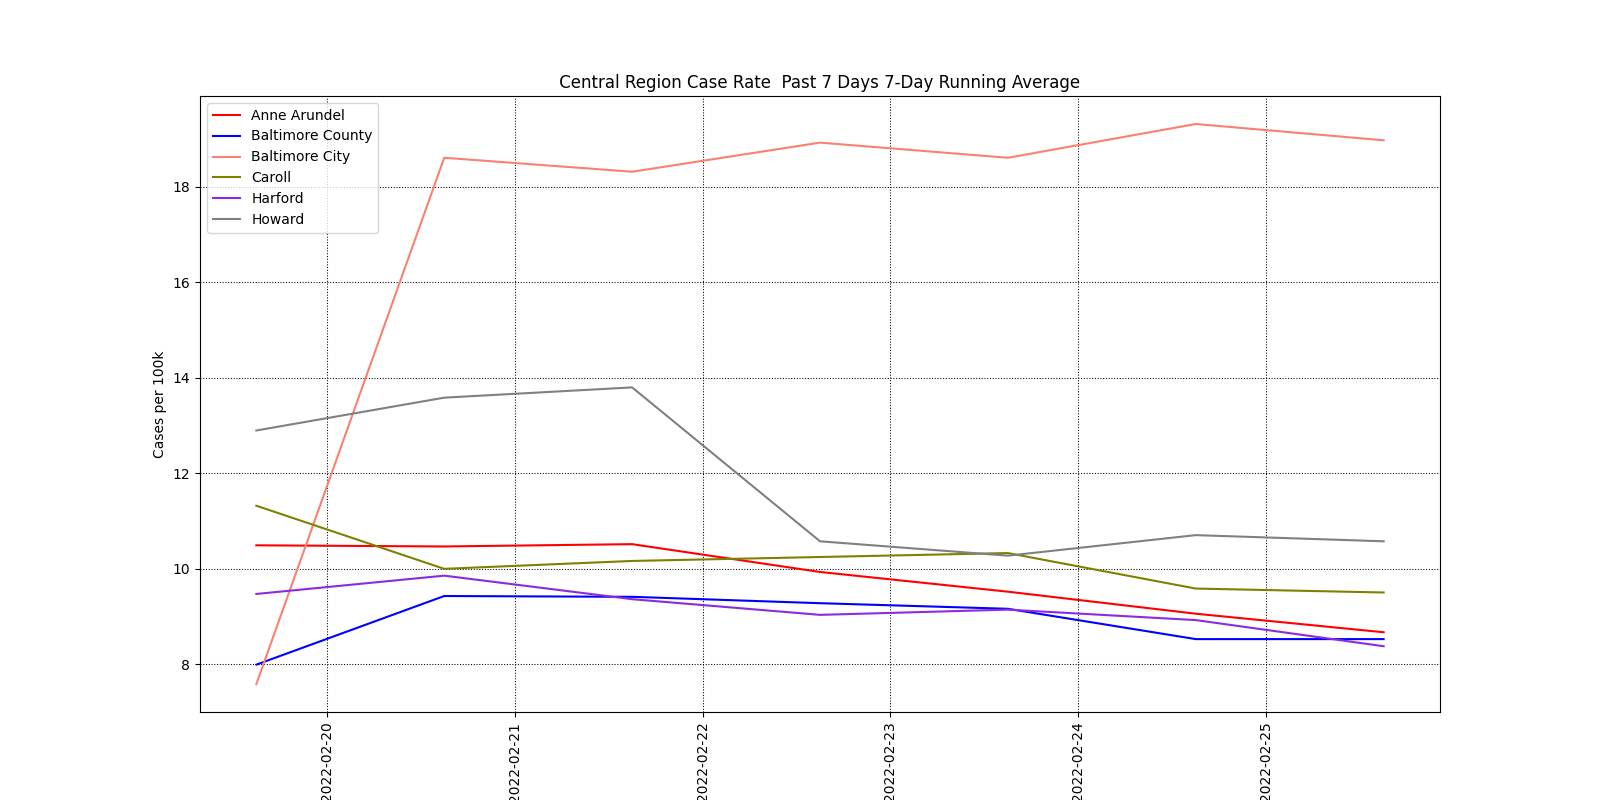 Central Region Case Rate  Past 7 Days 7-Day Running Average
Anne Arundel
Baltimore County
Baltimore City
Caroll
Harford
Howard
Cases per 100k
18
16
14
12
10
8
2022-02-20
2022-02-21
2022-02-22
2022-02-23
2022-02-24
2022-02-25